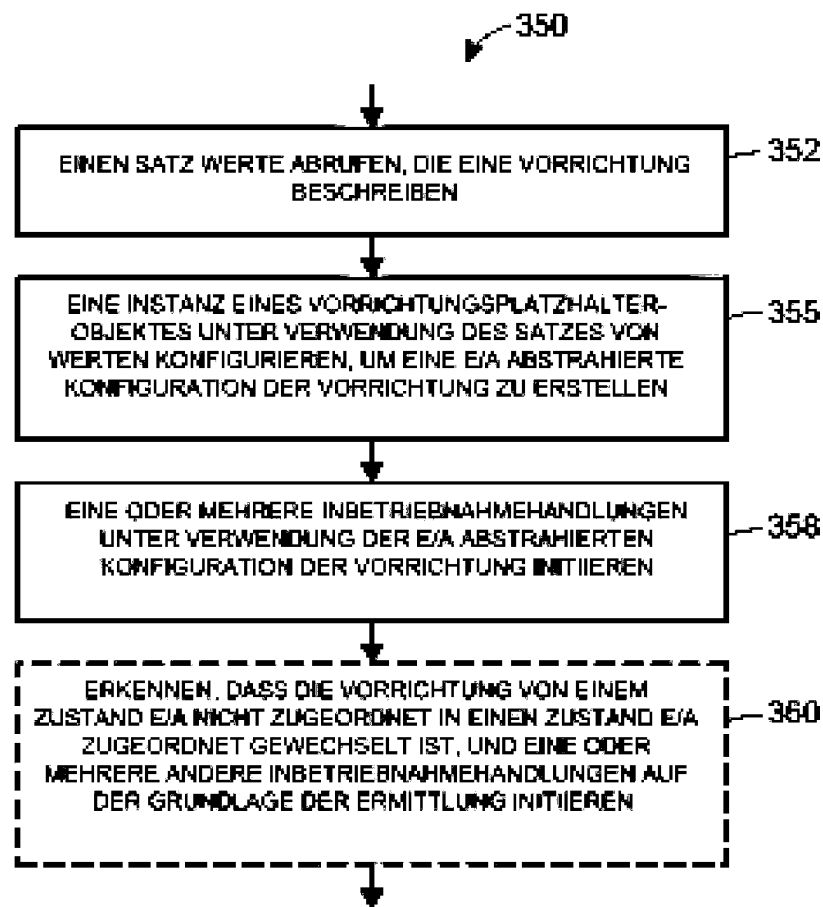 350
EINEN SATZ WERTE ABRUFEN, DIE EINE VORRICHTUNG
BESCHREIBEN
352
EINE INSTANZ EINES VORRICHTUNGSPLATZHALTER-
OBJEKTES UNTER VERWENDUNG DES SATZES VON
WERTEN KONFIGURIEREN, UM EINE E/A ABSTRAHIERTE
KONFIGURATION DER VORRICHTUNG ZU ERSTELLEN
355
EINE ODER MEHRERE INBETRIEBNAHMEHANDLUNGEN
UNTER VERWENDUNG DER E/A ABSTRAHIERTEN
KONFIGURATION DER VORRICHTUNG INITIIEREN
358
ERKENNEN, DASS DIE VORRICHTUNG VON EINEM
ZUSTAND E/A NICHT ZUGEORDNET IN EINEN ZUSTAND E/A
ZUGEORDNET GEWECHSELT IST, UND EINE ODER
MEHRERE ANDERE INBETRIEBNAHMEHANDLUNGEN AUF
DER GRUNDLAGE DER ERMITTLUNG INITIIEREN
360